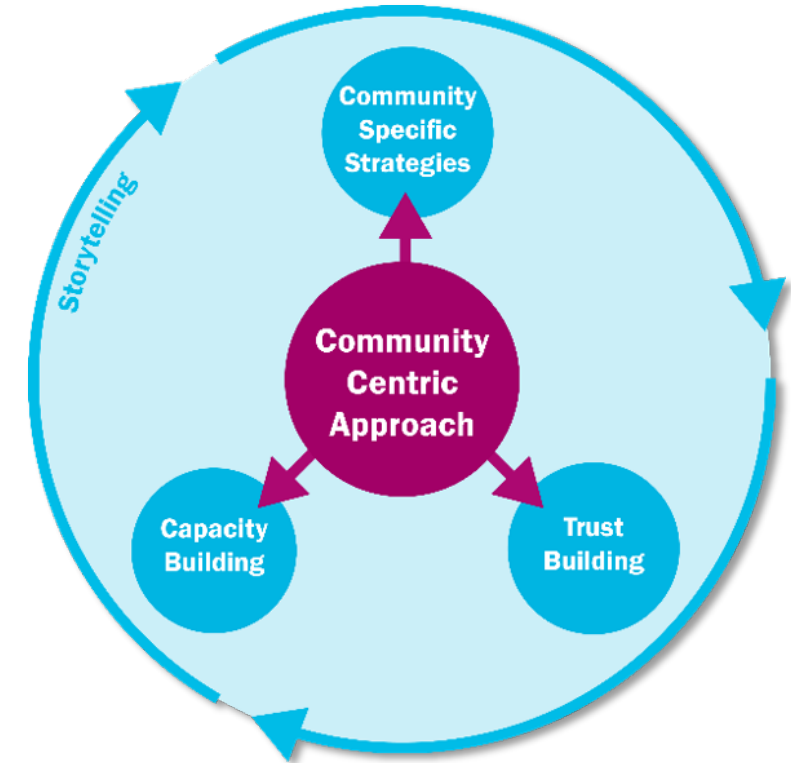 Community
Specific
Strategies
Storytelling
Community
Centric
Approach
Capacity
Building
Trust
Building